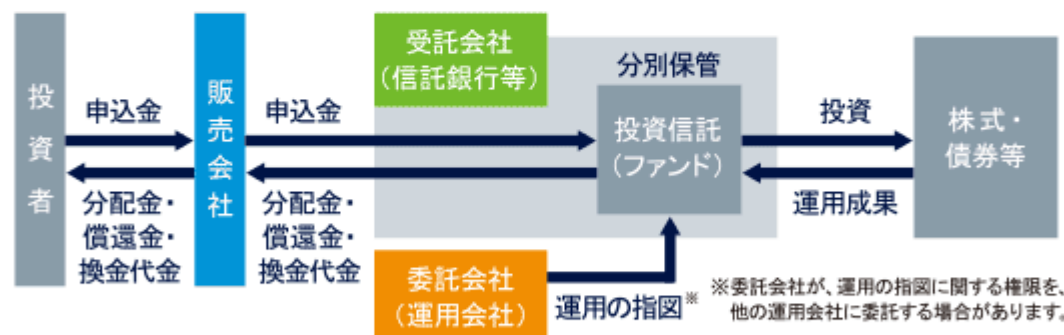 投資者
申込金
分配金・
償還金・
換金代金
販売会社
申込金
分配金・
償還金・
換金代金
受託会社
(信託銀行等)
分別保管
投資信託
(ファンド)
委託会社
(運用会社)
運用の指図※
投資
運用成果
株式・
債券等
※委託会社が、運用の指図に関する権限を、
他の運用会社に委託する場合があります。